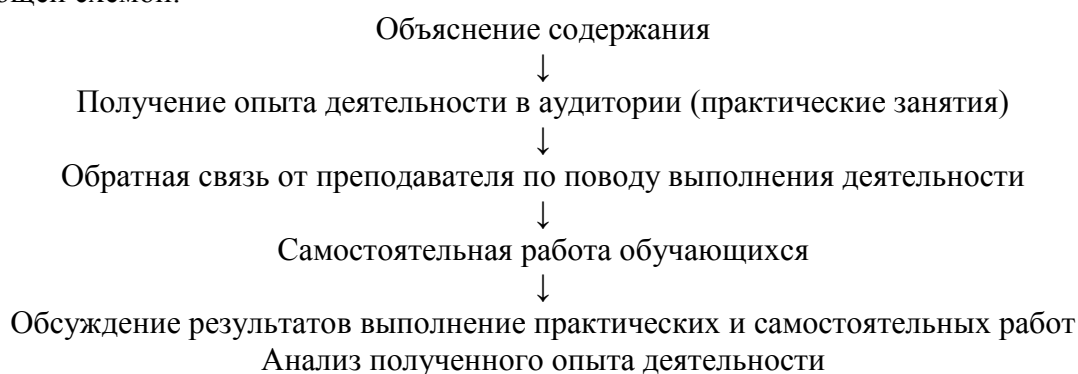 Объяснение содержания
↓
Получение опыта деятельности в аудитории (практические занятия)
↓
Обратная связь от преподавателя по поводу выполнения деятельности
↓
Самостоятельная работа обучающихся
↓
Обсуждение результатов выполнение практических и самостоятельных работ
Анализ полученного опыта деятельности